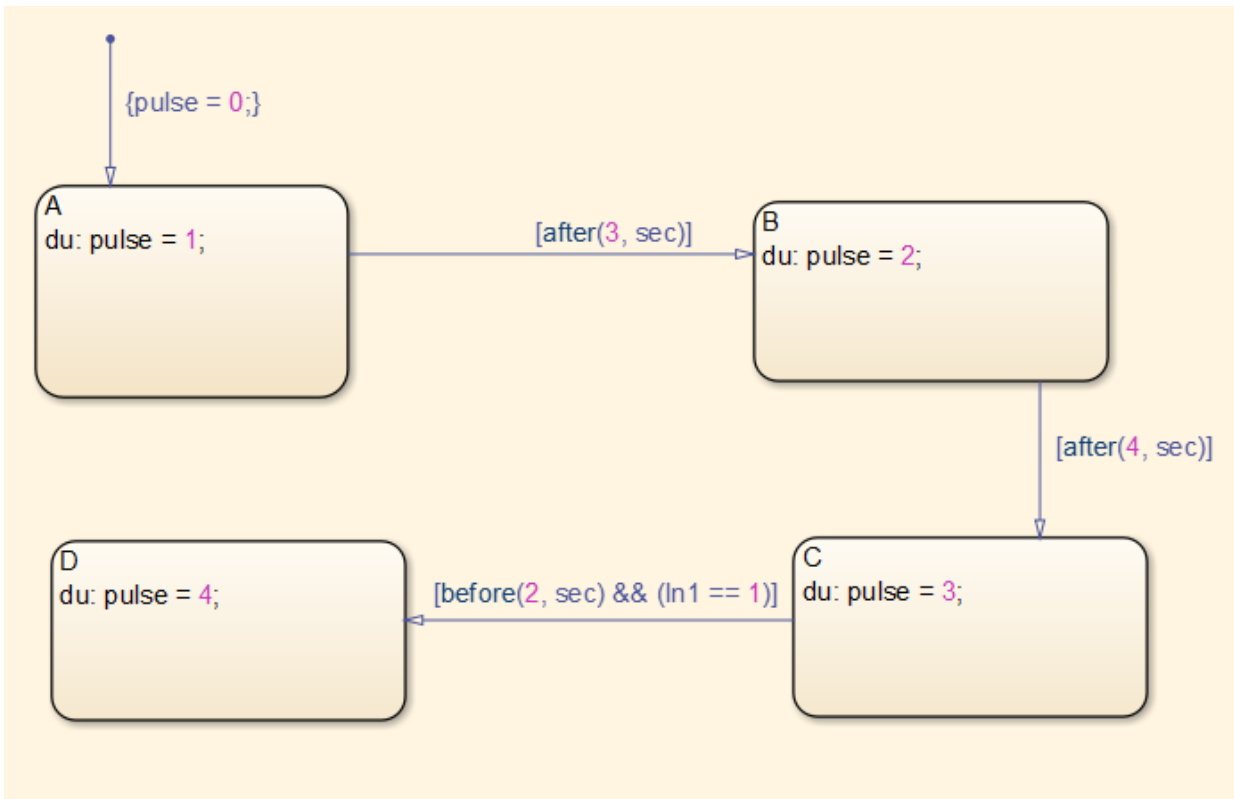 {pulse = 0;}
A
du: pulse = 1;
[after(3, sec)]
B
du: pulse = 2;
[after(4, sec)]
D
du: pulse = 4;
[before(2, sec) && (In1 == 1)]
C
du: pulse = 3;